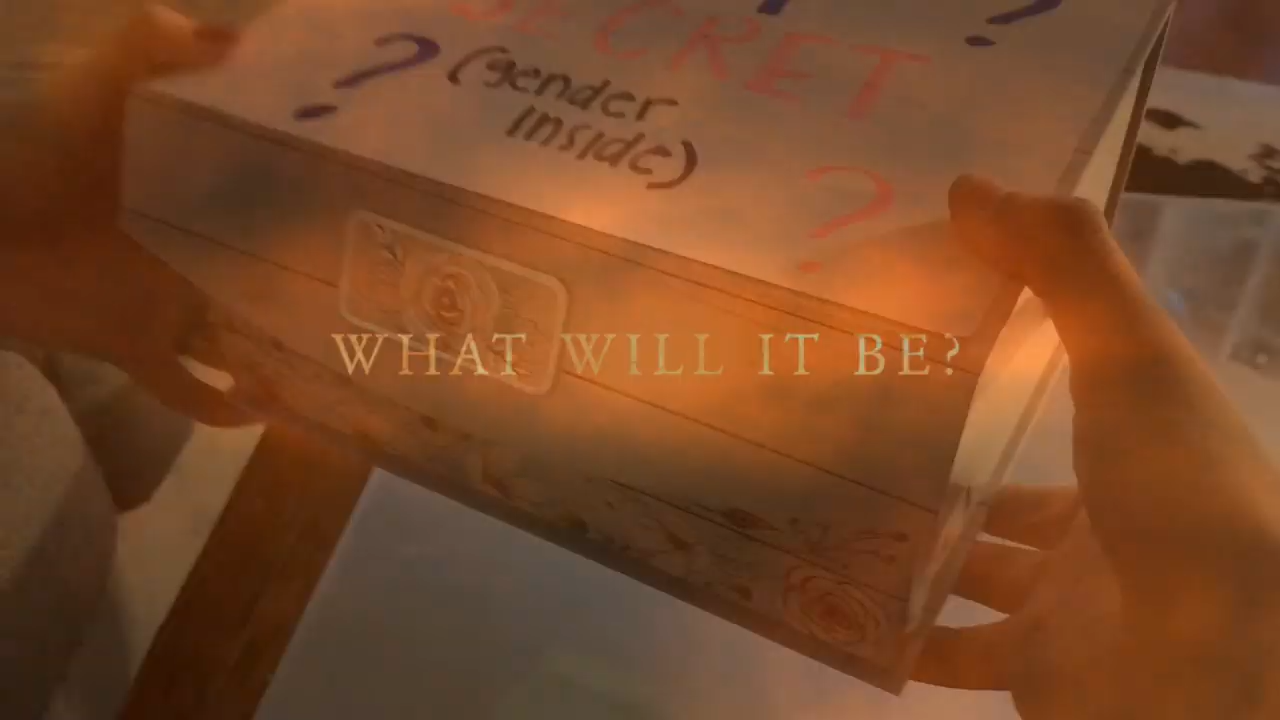 ? ?
SECRET
? (gender
inside)
?
WHAT WILL IT BE?